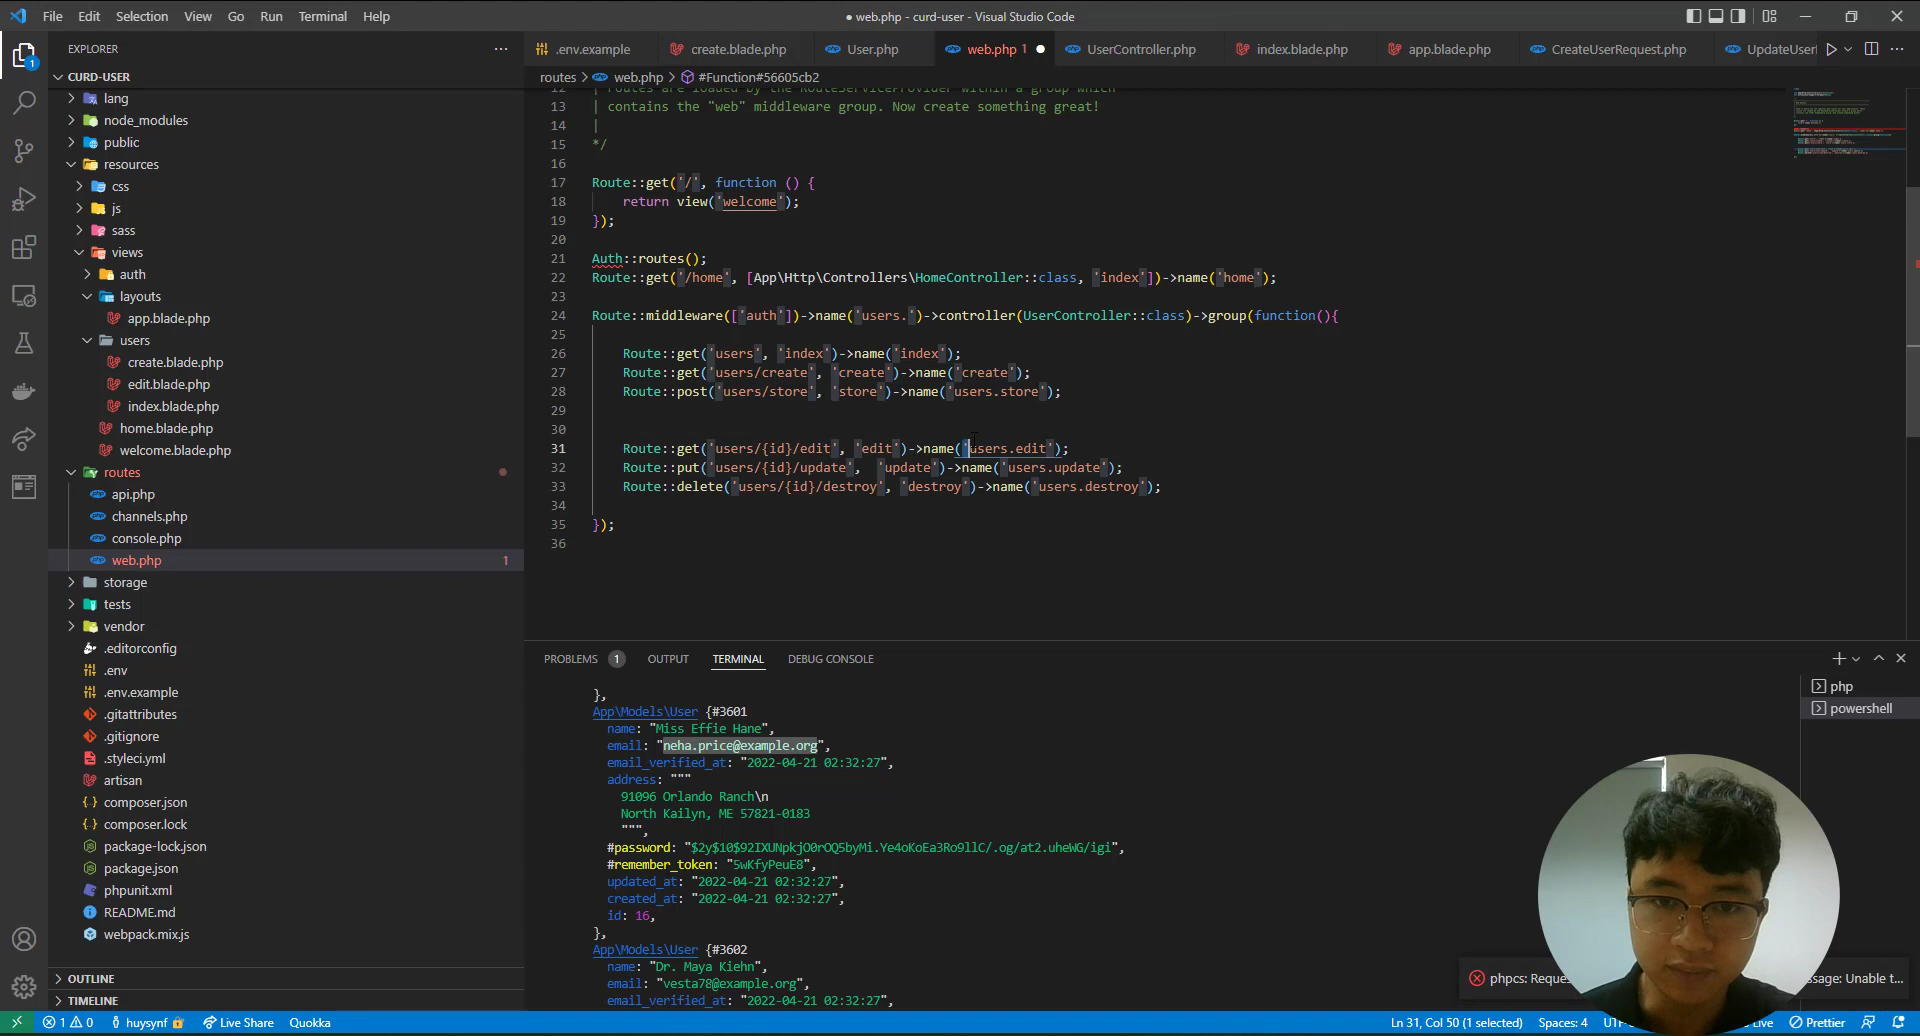 File Edit Selection View Go Run Terminal Help
● web.php - curd-user - Visual Studio Code
EXPLORER
CURD-USER
lang
node_modules
public
resources
css
js
sass
views
auth
layouts
app.blade.php
users
create.blade.php
edit.blade.php
index.blade.php
home.blade.php
welcome.blade.php
routes
api.php
channels.php
console.php
web.php 1
storage
tests
vendor
.editorconfig
.env
.env.example
.gitattributes
.gitignore
.styleci.yml
artisan
composer.json
composer.lock
package-lock.json
package.json
phpunit.xml
README.md
webpack.mix.js
OUTLINE
TIMELINE
.env.example create.blade.php User.php web.php 1 UserController.php index.blade.php app.blade.php CreateUserRequest.php UpdateUserI
routes > web.php > #Function#56605cb2
12 | routes are loaded by the RouteServiceProvider within a group which
13 | contains the "web" middleware group. Now create something great!
14 |
15 */
16
17 Route::get('/', function () {
18 return view('welcome');
19 });
20
21 Auth::routes();
22 Route::get('/home', [App\Http\Controllers\HomeController::class, 'index'])->name('home');
23
24 Route::middleware(['auth'])->name('users.')->controller(UserController::class)->group(function(){
25
26 Route::get('users', 'index')->name('index');
27 Route::get('users/create', 'create')->name('create');
28 Route::post('users/store', 'store')->name('users.store');
29
30
31 Route::get('users/{id}/edit', 'edit')->name('users.edit');
32 Route::put('users/{id}/update', 'update')->name('users.update');
33 Route::delete('users/{id}/destroy', 'destroy')->name('users.destroy');
34
35 });
36
PROBLEMS 1 OUTPUT TERMINAL DEBUG CONSOLE
php
powershell
},
App\Models\User {#3601
name: "Miss Effie Hane",
email: "neha.price@example.org",
email_verified_at: "2022-04-21 02:32:27",
address: """
91096 Orlando Ranch\n
North Kailyn, ME 57821-0183
""",
#password: "$2y$10$92IXUNpkjO0rOQ5byMi.Ye4oKoEa3Ro9llC/.og/at2.uheWG/igi",
#remember_token: "5wKfyPeuE8",
updated_at: "2022-04-21 02:32:27",
created_at: "2022-04-21 02:32:27",
id: 16,
},
App\Models\User {#3602
name: "Dr. Maya Kiehn",
email: "vesta78@example.org",
email_verified_at: "2022-04-21 02:32:27",
phpcs: Reque ssage: Unable t...
1 0 huysynf Live Share Quokka
Ln 31, Col 50 (1 selected) Spaces: 4 UTF- Live Prettier